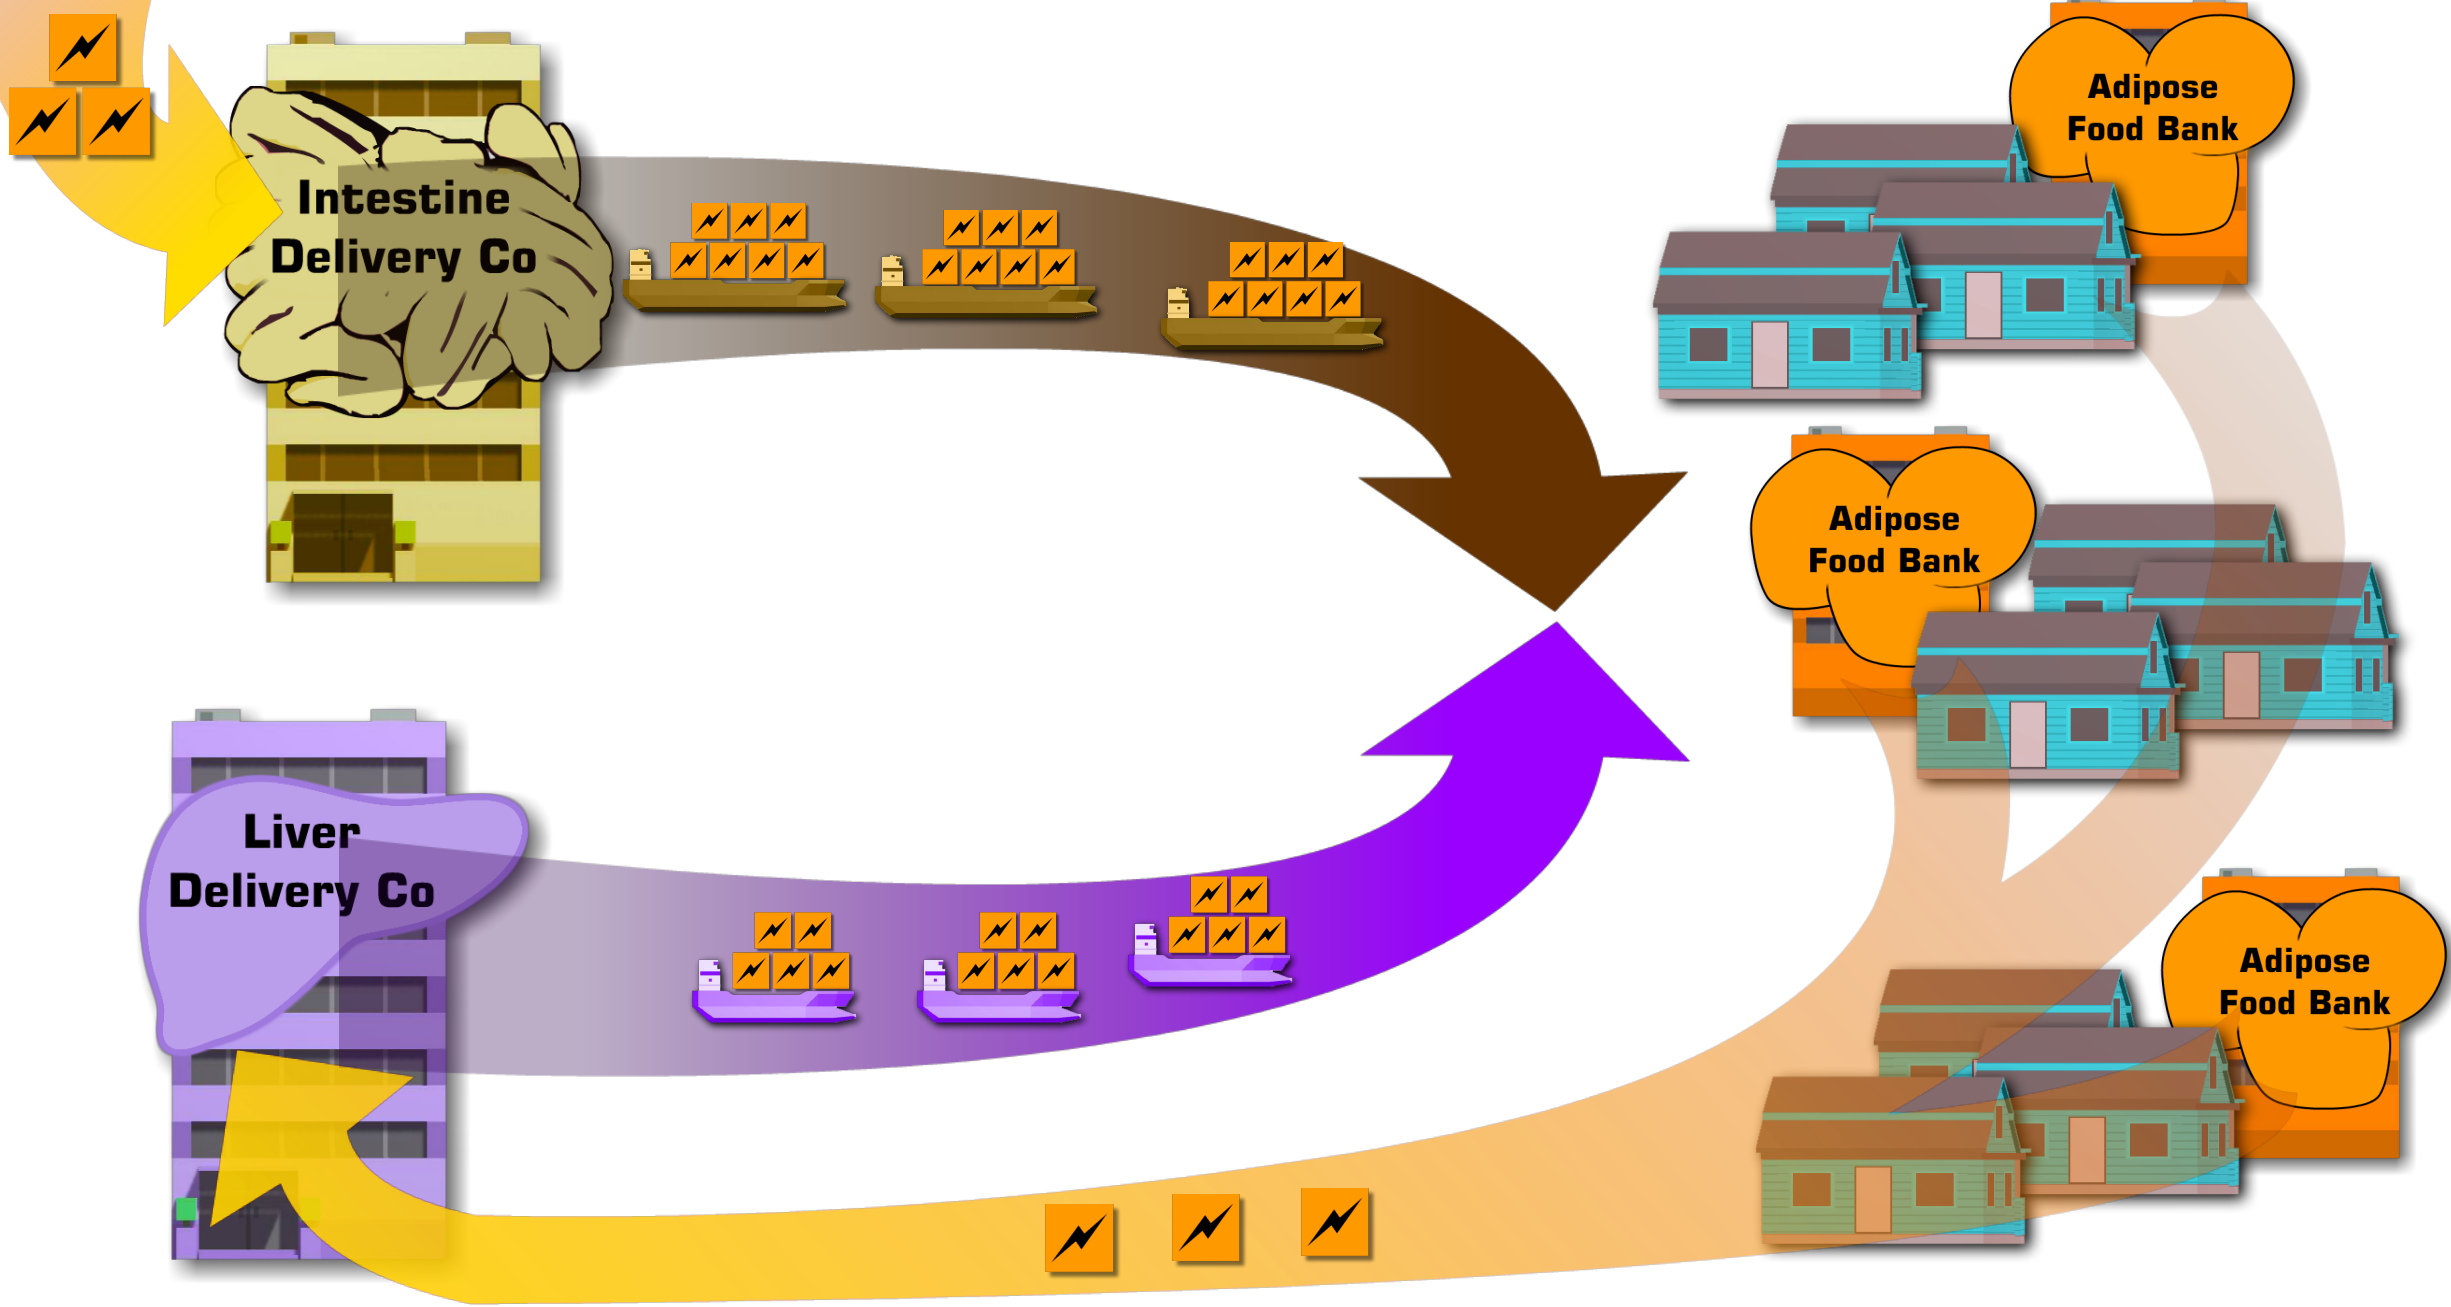 Intestine
Delivery Co
Adipose
Food Bank
Adipose
Food Bank
Liver
Delivery Co
Adipose
Food Bank